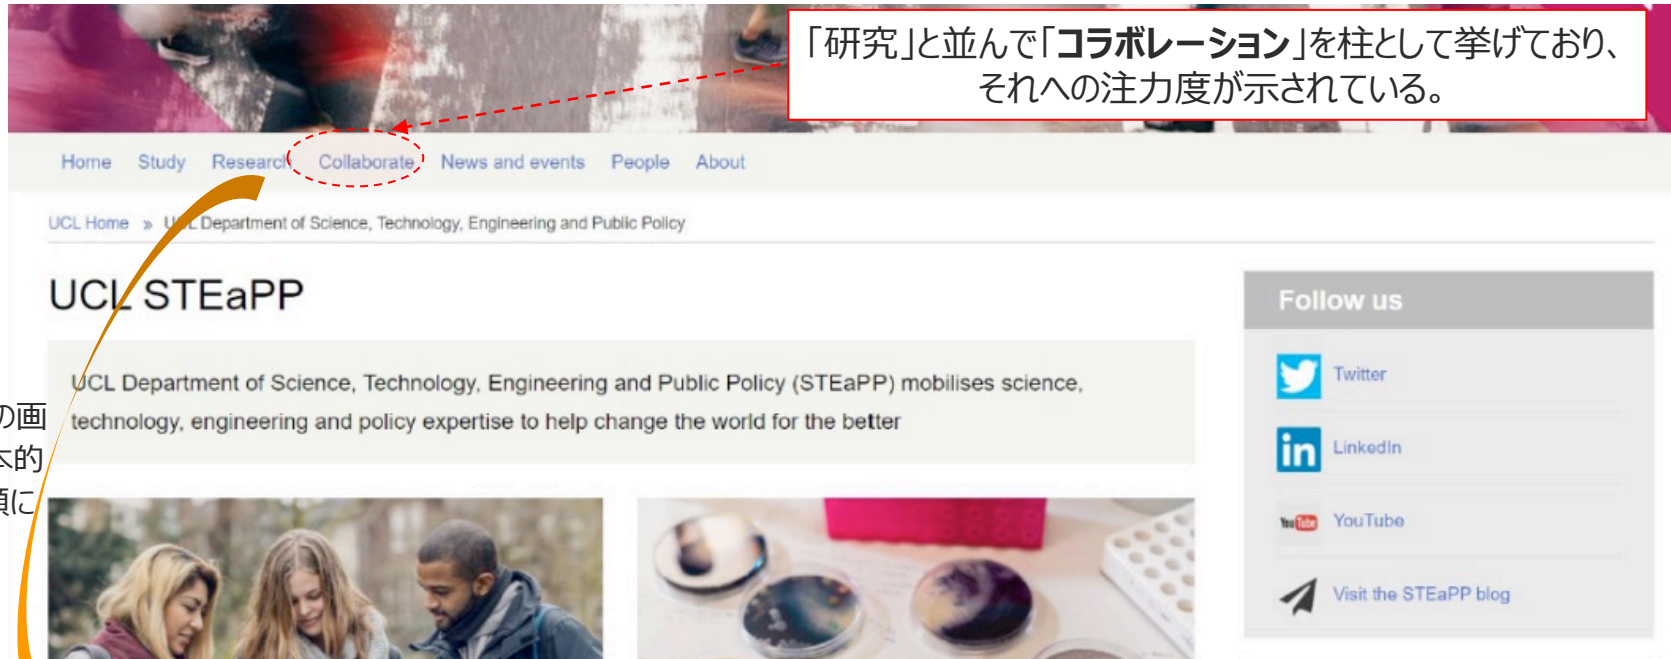 「研究」と並んで「コラボレーション」を柱として挙げており、
それへの注力度が示されている。
Home Study Research Collaborate News and events People About
UCL Home » UCL Department of Science, Technology, Engineering and Public Policy
UCL STEaPP
UCL Department of Science, Technology, Engineering and Public Policy (STEaPP) mobilises science,
technology, engineering and policy expertise to help change the world for the better
の画
本的
頃に
Follow us
Twitter
in
LinkedIn
You Tube
YouTube
Visit the STEaPP blog